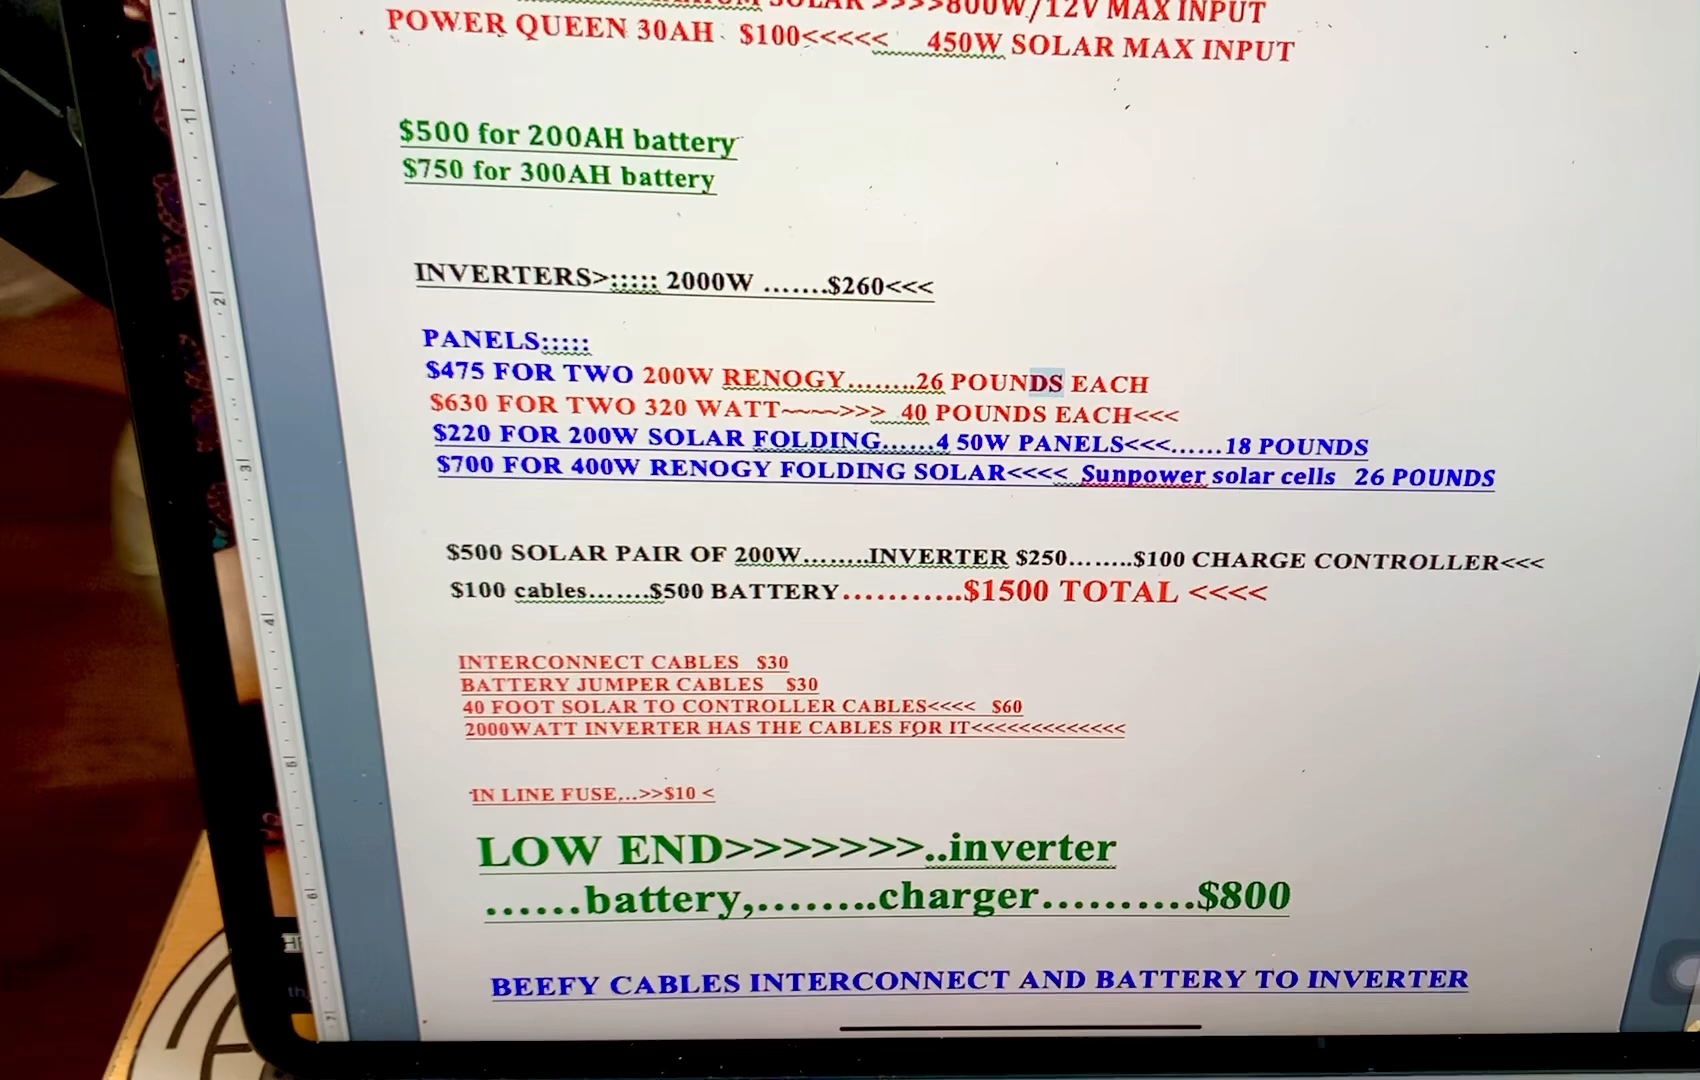 SOLAR >>>>800W/12V MAX INPUT
POWER QUEEN 30AH $100<<<<< 450W SOLAR MAX INPUT
$500 for 200AH battery
$750 for 300AH battery
INVERTERS>::::: 2000W .......$260<<<
PANELS:::::
$475 FOR TWO 200W RENOGY........26 POUNDS EACH
$630 FOR TWO 320 WATT~~~~>>> 40 POUNDS EACH<<<
$220 FOR 200W SOLAR FOLDING......4 50W PANELS<<<......18 POUNDS
$700 FOR 400W RENOGY FOLDING SOLAR<<<< Sunpower solar cells 26 POUNDS
$500 SOLAR PAIR OF 200W........INVERTER $250........$100 CHARGE CONTROLLER<<<
$100 cables.......$500 BATTERY...........$1500 TOTAL <<<<
INTERCONNECT CABLES $30
BATTERY JUMPER CABLES $30
40 FOOT SOLAR TO CONTROLLER CABLES<<<< $60
2000WATT INVERTER HAS THE CABLES FOR IT<<<<<<<<<<<<<
IN LINE FUSE,..>>$10 <
LOW END>>>>>>>..inverter
......battery,........charger..........$800
BEEFY CABLES INTERCONNECT AND BATTERY TO INVERTER